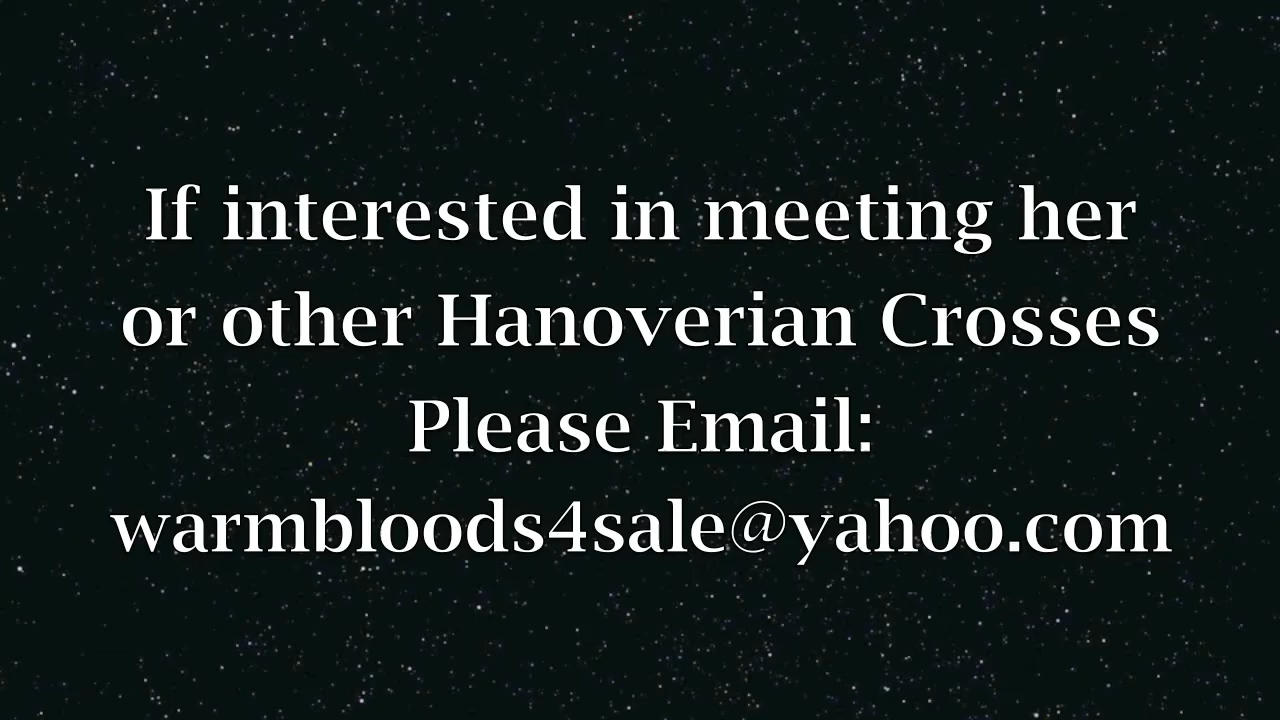 If interested in meeting her
or other Hanoverian Crosses
Please Email:
warmbloods4sale@yahoo.com